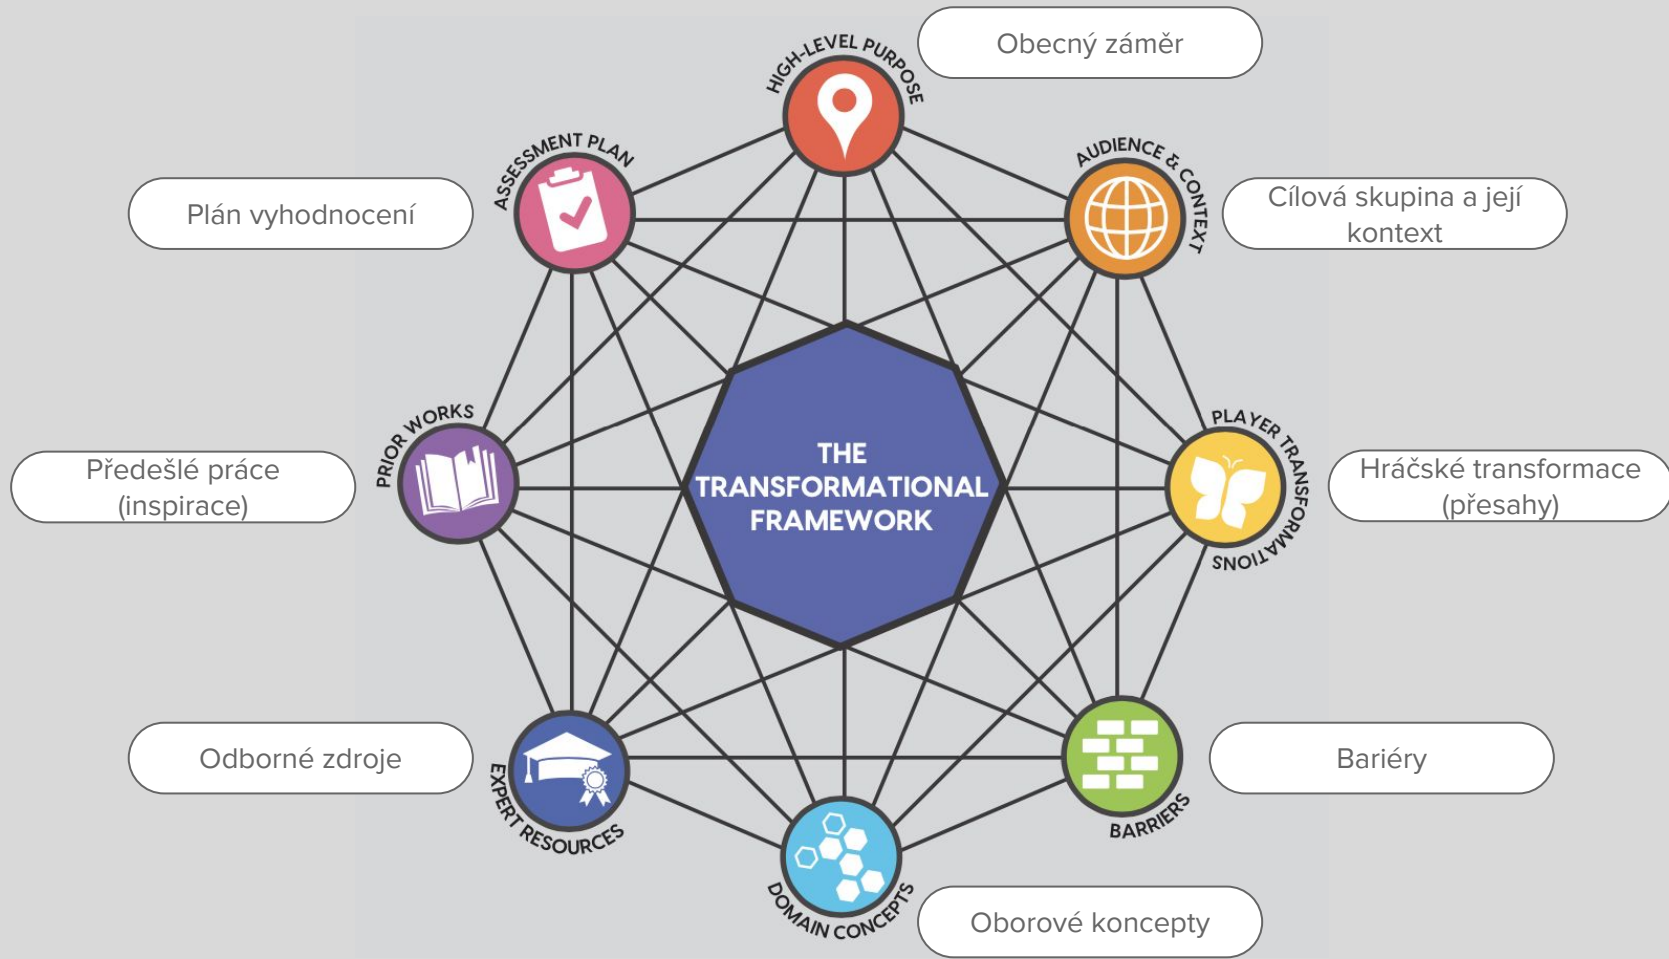 HIGH-LEVEL PURPOSE
Obecný záměr
ASSESSMENT PLAN
Plán vyhodnocení
AUDIENCE & CONTEXT
Cílová skupina a její
kontext
PRIOR WORKS
Předešlé práce
(inspirace)
THE
TRANSFORMATIONAL
FRAMEWORK
PLAYER TRANSFORMATIONS
Hráčské transformace
(přesahy)
EXPERT RESOURCES
Odborné zdroje
BARRIERS
Bariéry
DOMAIN CONCEPTS
Oborové koncepty